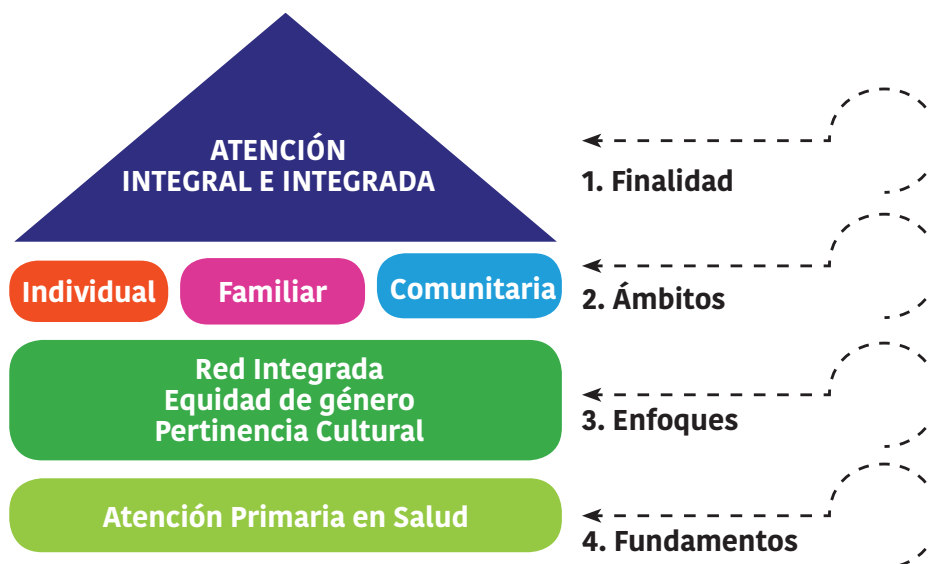 ATENCIÓN
INTEGRAL E INTEGRADA
1. Finalidad
Individual
Familiar
Comunitaria
2. Ámbitos
Red Integrada
Equidad de género
Pertinencia Cultural
3. Enfoques
Atención Primaria en Salud
4. Fundamentos